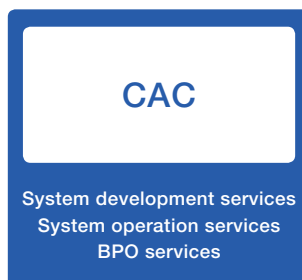 CAC
System development services
System operation services
BPO services